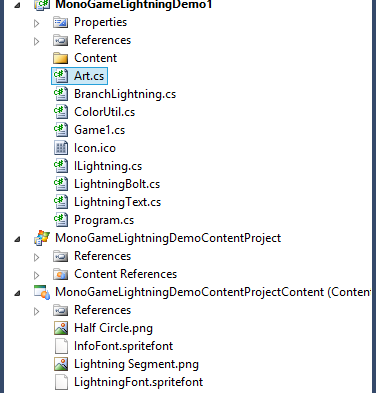 MonoGameLightningDemo1
Properties
References
Content
Art.cs
BranchLightning.cs
ColorUtil.cs
Game1.cs
Icon.ico
ILightning.cs
LightningBolt.cs
LightningText.cs
Program.cs
MonoGameLightningDemoContentProject
References
Content References
MonoGameLightningDemoContentProjectContent (Conten
References
Half Circle.png
InfoFont.spritefont
Lightning Segment.png
LightningFont.spritefont